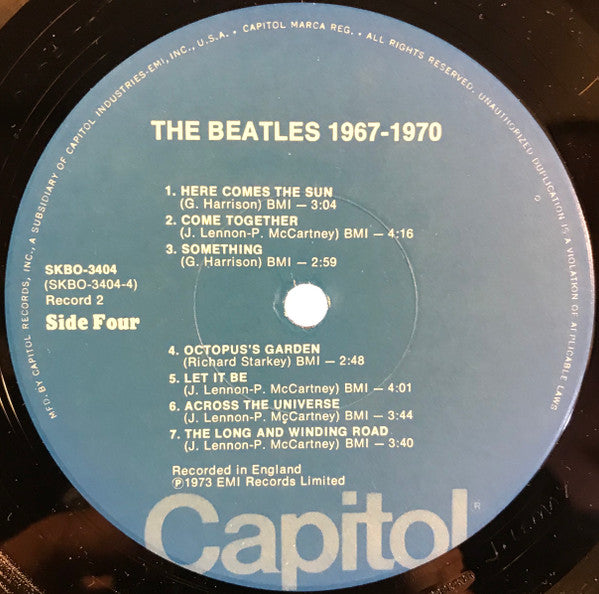 MFD. BY CAPITOL RECORDS, INC., A SUBSIDIARY OF CAPITOL INDUSTRIES-EMI, INC., U.S.A. • CAPITOL MARCA REG. • ALL RIGHTS RESERVED. UNAUTHORIZED DUPLICATION IS A VIOLATION OF APPLICABLE LAWS
THE BEATLES 1967-1970
1. HERE COMES THE SUN
(G. Harrison) BMI — 3:04
2. COME TOGETHER
(J. Lennon-P. McCartney) BMI — 4:16
3. SOMETHING
(G. Harrison) BMI — 2:59
SKBO-3404
(SKBO-3404-4)
Record 2
Side Four
4. OCTOPUS'S GARDEN
(Richard Starkey) BMI — 2:48
5. LET IT BE
(J. Lennon-P. McCartney) BMI — 4:01
6. ACROSS THE UNIVERSE
(J. Lennon-P. McCartney) BMI — 3:44
7. THE LONG AND WINDING ROAD
(J. Lennon-P. McCartney) BMI — 3:40
Recorded in England
℗1973 EMI Records Limited
Capitol®